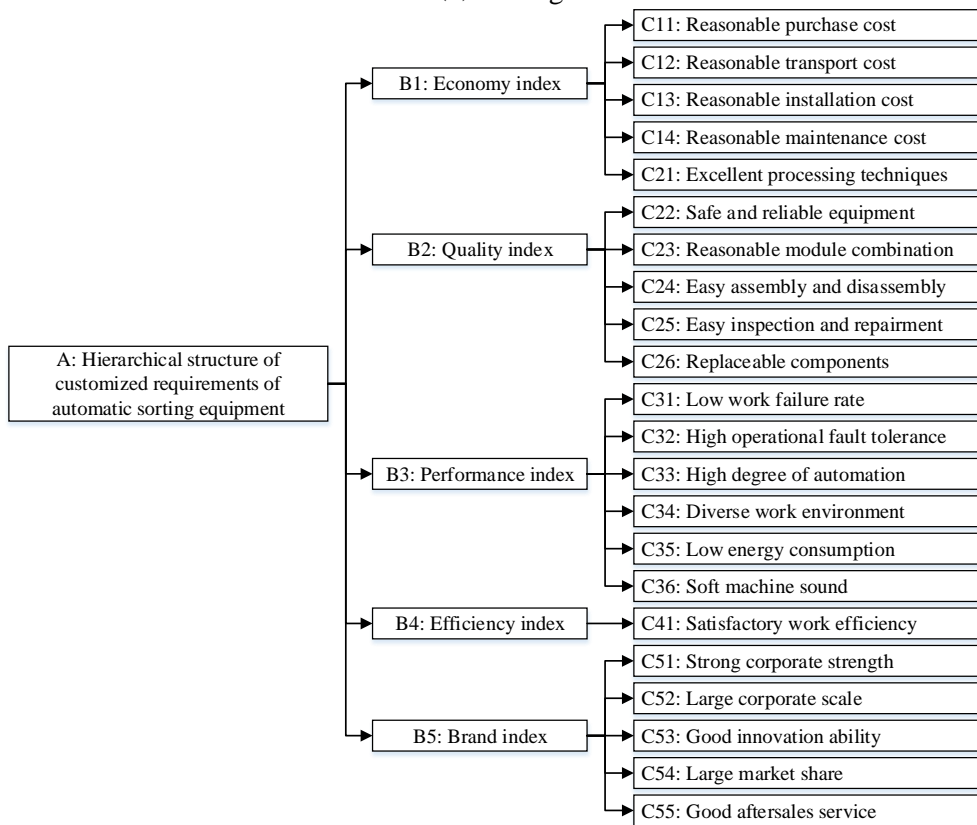 A: Hierarchical structure of
customized requirements of
automatic sorting equipment
B1: Economy index
C11: Reasonable purchase cost
C12: Reasonable transport cost
C13: Reasonable installation cost
C14: Reasonable maintenance cost
C21: Excellent processing techniques
B2: Quality index
C22: Safe and reliable equipment
C23: Reasonable module combination
C24: Easy assembly and disassembly
C25: Easy inspection and repairment
C26: Replaceable components
B3: Performance index
C31: Low work failure rate
C32: High operational fault tolerance
C33: High degree of automation
C34: Diverse work environment
C35: Low energy consumption
C36: Soft machine sound
B4: Efficiency index
C41: Satisfactory work efficiency
B5: Brand index
C51: Strong corporate strength
C52: Large corporate scale
C53: Good innovation ability
C54: Large market share
C55: Good aftersales service